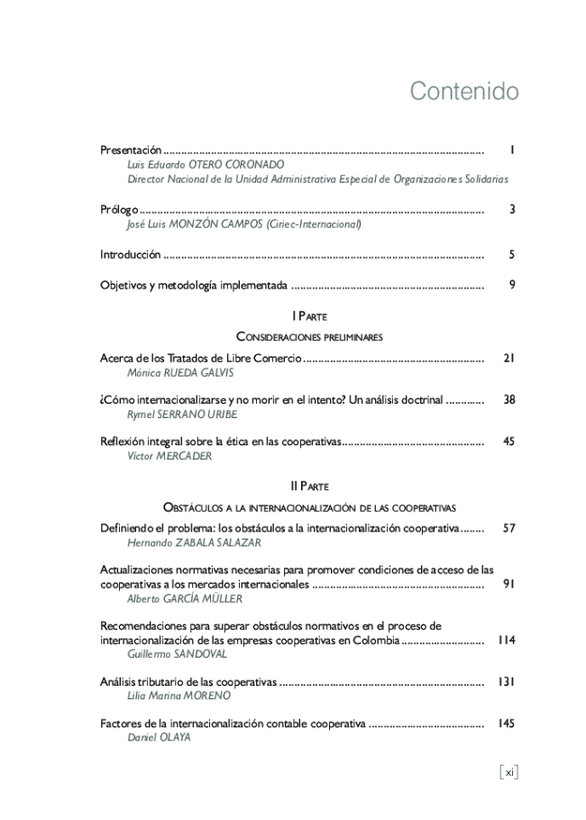 Contenido
Presentación ............................................................................................................ 1
Luis Eduardo OTERO CORONADO
Director Nacional de la Unidad Administrativa Especial de Organizaciones Solidarias
Prólogo .................................................................................................................... 3
José Luis MONZÓN CAMPOS (Ciriec-Internacional)
Introducción ............................................................................................................ 5
Objetivos y metodología implementada ................................................................. 9
I PARTE
CONSIDERACIONES PRELIMINARES
Acerca de los Tratados de Libre Comercio ............................................................. 21
Mónica RUEDA GALVIS
¿Cómo internacionalizarse y no morir en el intento? Un análisis doctrinal ............. 38
Rymel SERRANO URIBE
Reflexión integral sobre la ética en las cooperativas................................................ 45
Víctor MERCADER
II PARTE
OBSTÁCULOS A LA INTERNACIONALIZACIÓN DE LAS COOPERATIVAS
Definiendo el problema: los obstáculos a la internacionalización cooperativa........ 57
Hernando ZABALA SALAZAR
Actualizaciones normativas necesarias para promover condiciones de acceso de las
cooperativas a los mercados internacionales .......................................................... 91
Alberto GARCÍA MÜLLER
Recomendaciones para superar obstáculos normativos en el proceso de
internacionalización de las empresas cooperativas en Colombia ............................ 114
Guillermo SANDOVAL
Análisis tributario de las cooperativas ..................................................................... 131
Lilia Marina MORENO
Factores de la internacionalización contable cooperativa ....................................... 145
Daniel OLAYA
[xi]